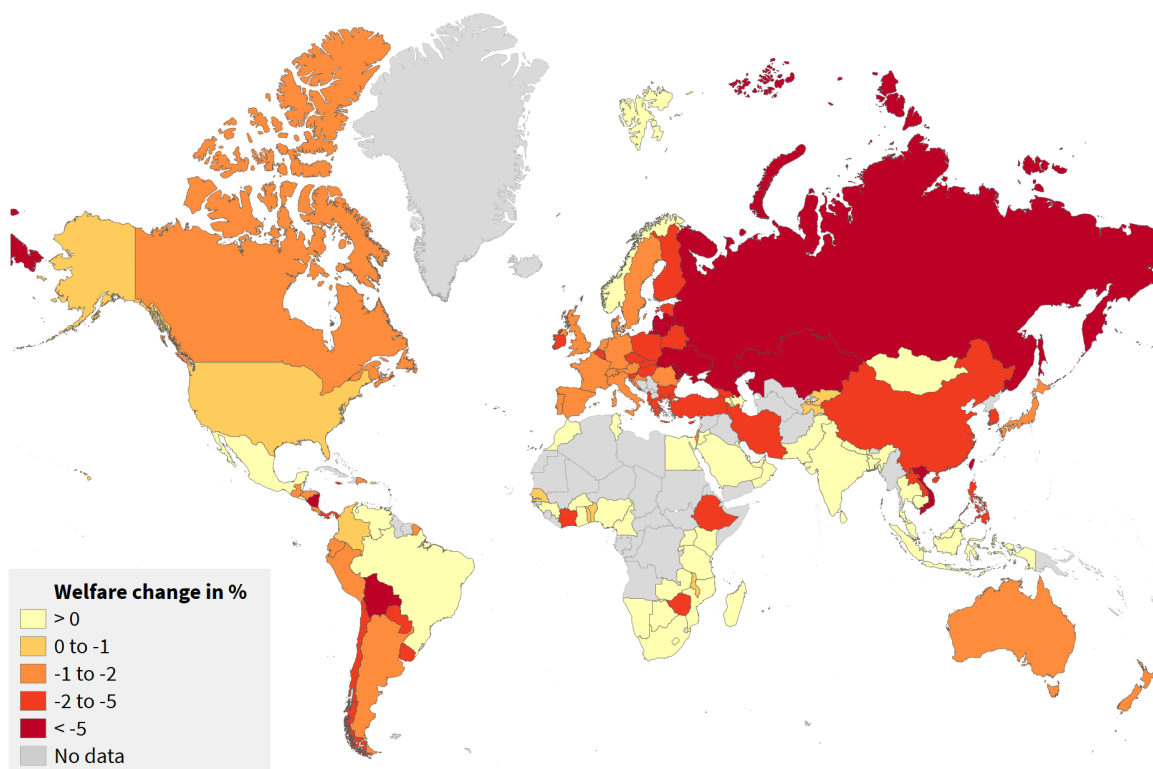 Welfare change in %
> 0
0 to -1
-1 to -2
-2 to -5
< -5
No data